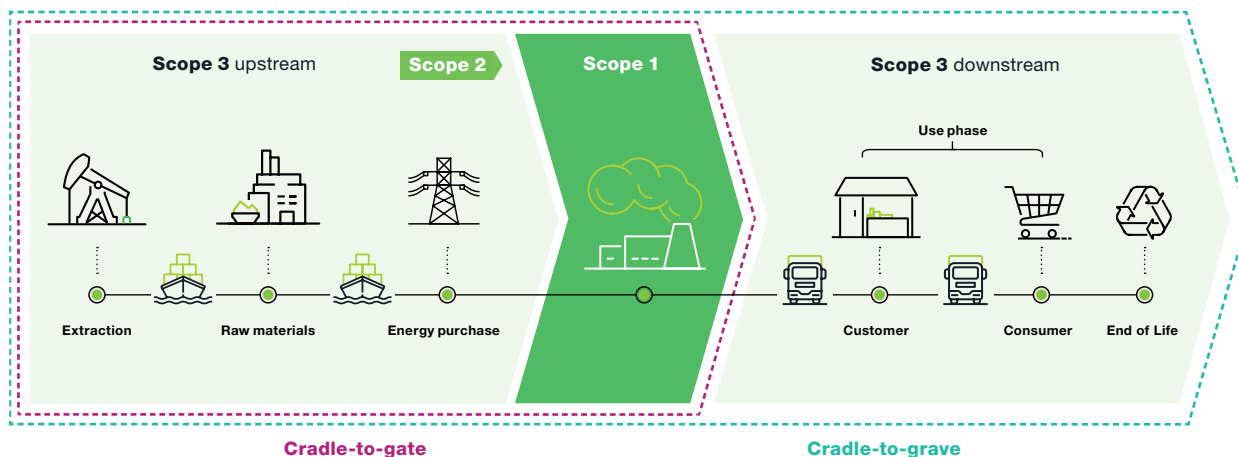 Scope 3 upstream
Scope 2
Scope 1
Scope 3 downstream
Use phase
Extraction
Raw materials
Energy purchase
Customer
Consumer
End of Life
Cradle-to-gate
Cradle-to-grave